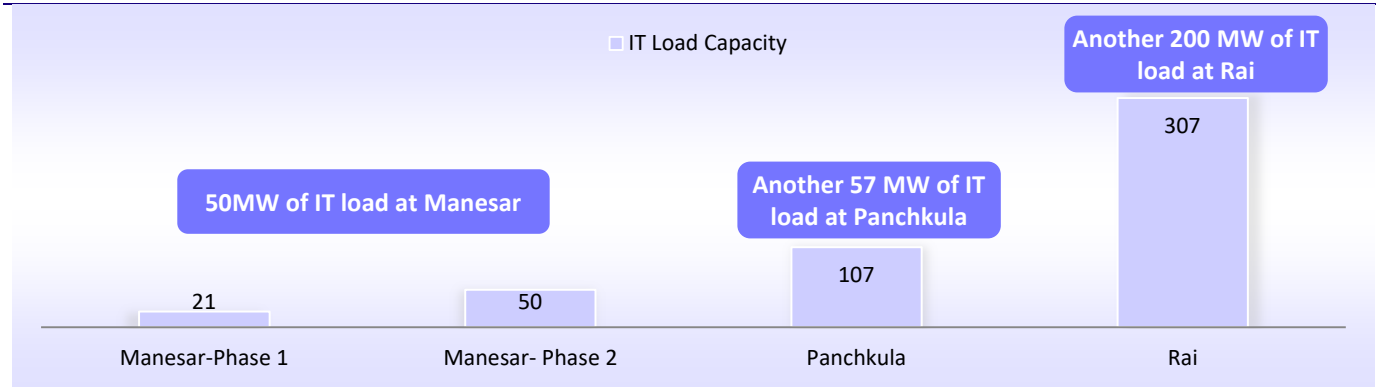 IT Load Capacity
Another 200 MW of IT
load at Rai
307
50MW of IT load at Manesar
Another 57 MW of IT
load at Panchkula
107
21
50
Manesar-Phase 1
Manesar- Phase 2
Panchkula
Rai